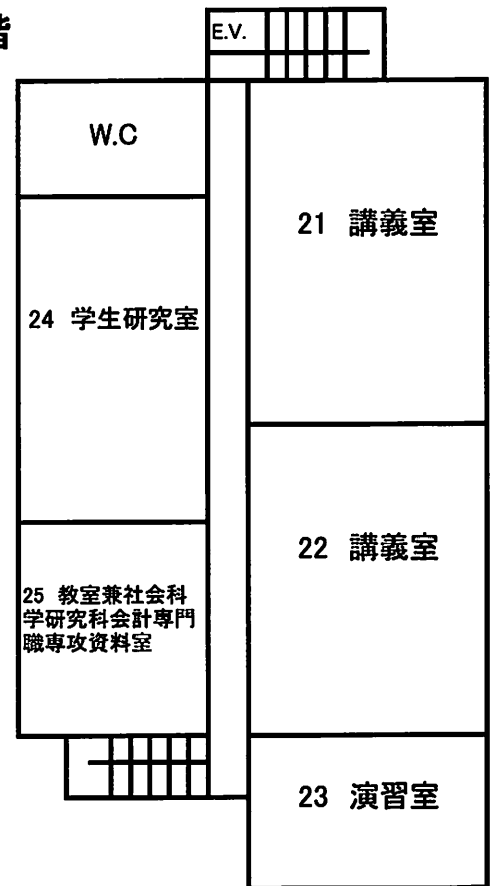 階
E.V.
W.C
21 講義室
24 学生研究室
22 講義室
25 教室兼社会科
学研究科会計専門
職専攻資料室
23 演習室